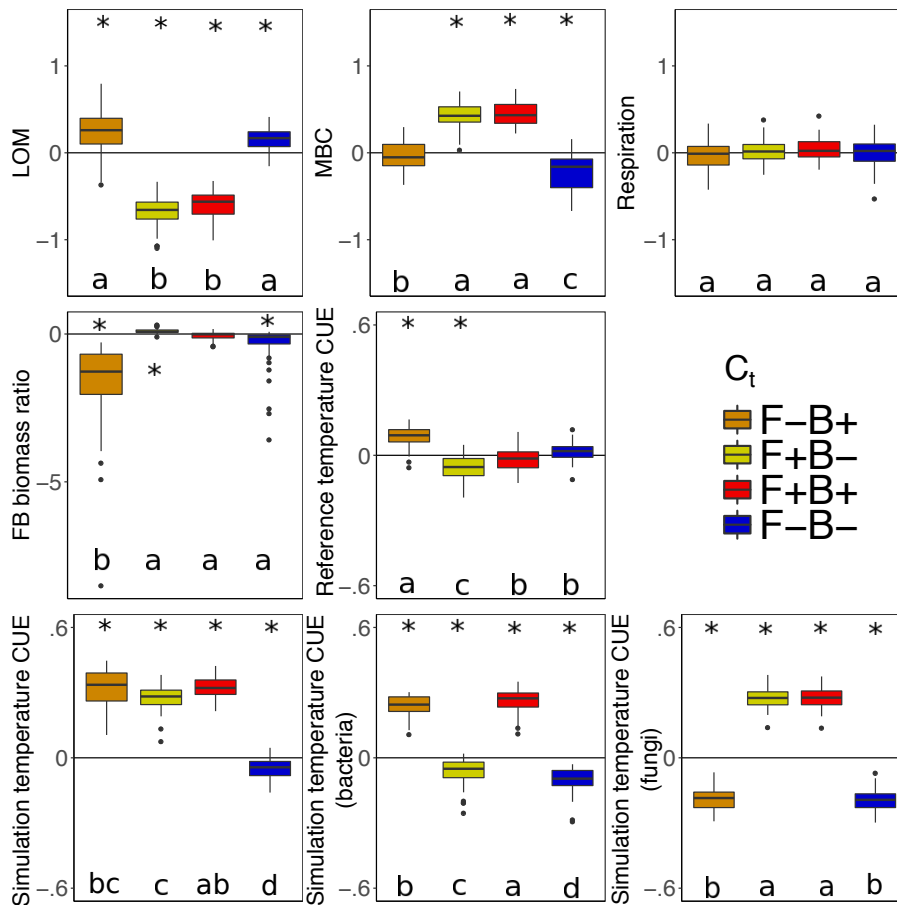 * * * *
1
0
−1
LOM
a b b a
* * *
1
0
−1
MBC
b a a c
1
0
−1
Respiration
a a a a
* * *
0
−5
FB biomass ratio
b a a a
* *
.6
0
−.6
Reference temperature CUE
a c b b
Ct
F−B+
F+B−
F+B+
F−B−
* * * *
.6
0
−.6
Simulation temperature CUE
bc c ab d
* * * *
.6
0
−.6
Simulation temperature CUE
(bacteria)
b c a d
* * * *
.6
0
−.6
Simulation temperature CUE
(fungi)
b a a b